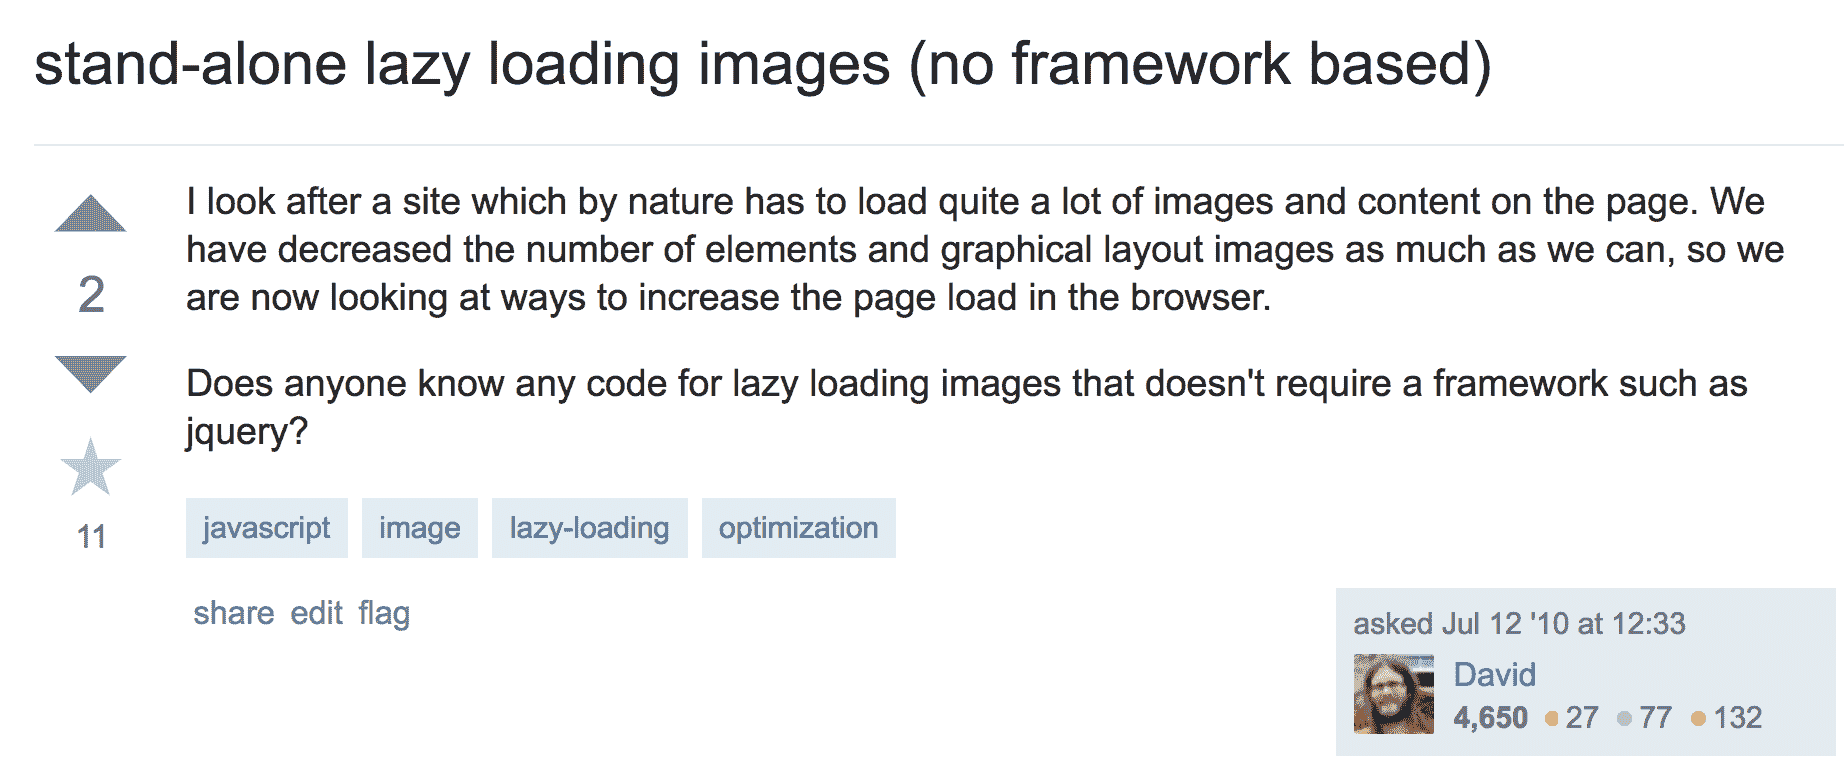 stand-alone lazy loading images (no framework based)
I look after a site which by nature has to load quite a lot of images and content on the page. We
have decreased the number of elements and graphical layout images as much as we can, so we
are now looking at ways to increase the page load in the browser.
2
Does anyone know any code for lazy loading images that doesn't require a framework such as
jquery?
11
javascript image lazy-loading optimization
share edit flag
asked Jul 12 '10 at 12:33
David
4,650 27 77 132